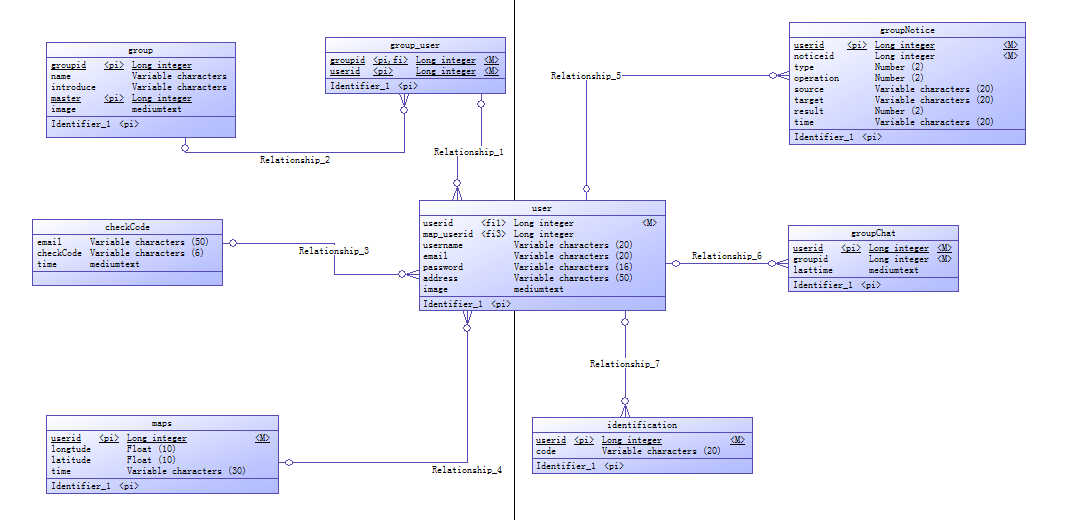 group
groupid <pi> Long integer
name Variable characters
introduce Variable characters
master <pi> Long integer
image mediumtext
Identifier_1 <pi>
group_user
groupid <pi,fi> Long integer <M>
userid <pi> Long integer <M>
Identifier_1 <pi>
groupNotice
userid <pi> Long integer <M>
noticeid Long integer <M>
type Number (2)
operation Number (2)
source Variable characters (20)
target Variable characters (20)
result Number (2)
time Variable characters (20)
Identifier_1 <pi>
Relationship_5
Relationship_2
Relationship_1
checkCode
email Variable characters (50)
checkCode Variable characters (6)
time mediumtext
Relationship_3
user
userid <fi1> Long integer <M>
map_userid <fi3> Long integer
username Variable characters (20)
email Variable characters (20)
password Variable characters (16)
address Variable characters (50)
image mediumtext
Identifier_1 <pi>
Relationship_6
groupChat
userid <pi> Long integer <M>
groupid Long integer <M>
lasttime mediumtext
Identifier_1 <pi>
Relationship_7
maps
userid <pi> Long integer <M>
longtude Float (10)
latitude Float (10)
time Variable characters (30)
Identifier_1 <pi>
Relationship_4
identification
userid <pi> Long integer <M>
code Variable characters (20)
Identifier_1 <pi>